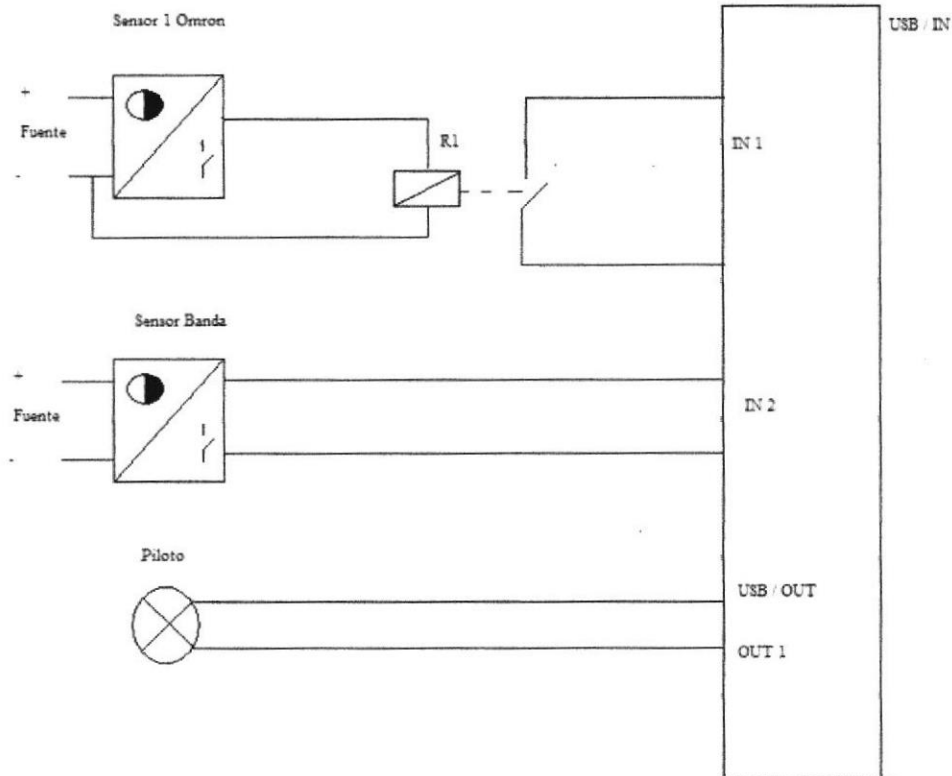 Sensor 1 Omron
USB / IN
+
Fuente
-
R1
IN 1
Sensor Banda
+
Fuente
-
IN 2
Piloto
USB / OUT
OUT 1